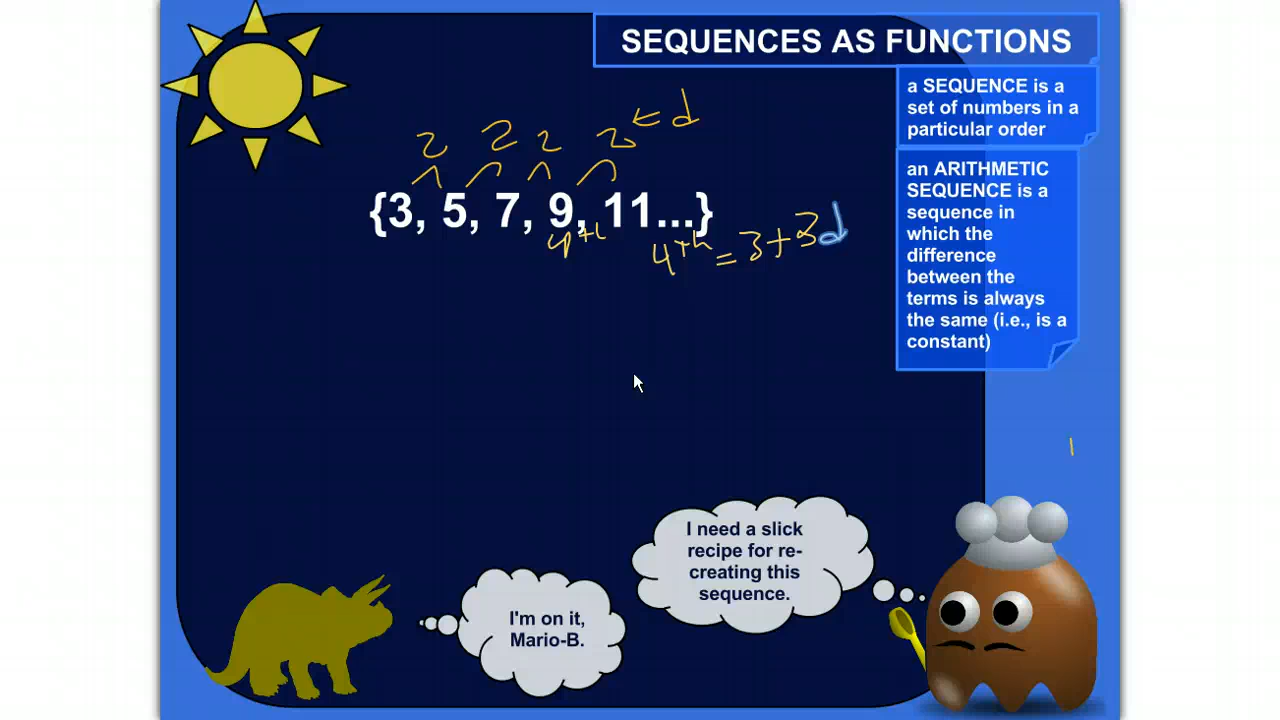 SEQUENCES AS FUNCTIONS
a SEQUENCE is a
set of numbers in a
particular order
2 2 2 2 ← d
{3, 5, 7, 9, 11...}
4th
4th = 3 + 3d
an ARITHMETIC
SEQUENCE is a
sequence in
which the
difference
between the
terms is always
the same (i.e., is a
constant)
I need a slick
recipe for re-
creating this
sequence.
I'm on it,
Mario-B.